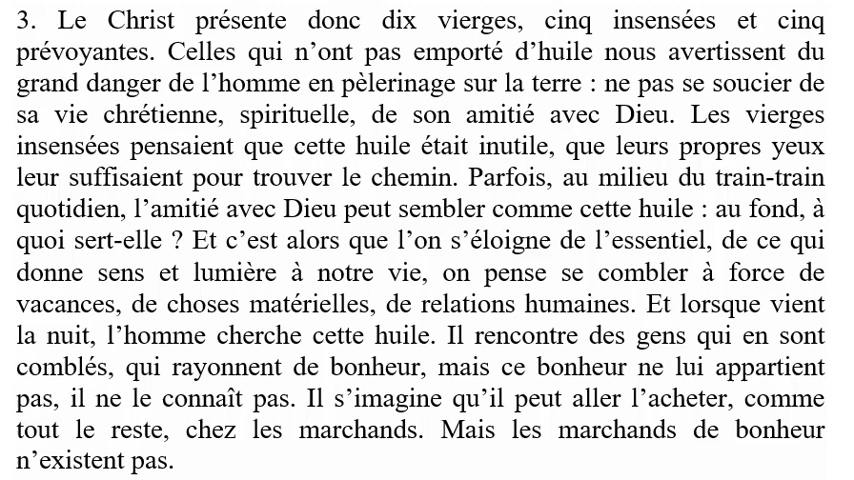 3. Le Christ présente donc dix vierges, cinq insensées et cinq
prévoyantes. Celles qui n’ont pas emporté d’huile nous avertissent du
grand danger de l’homme en pèlerinage sur la terre : ne pas se soucier de
sa vie chrétienne, spirituelle, de son amitié avec Dieu. Les vierges
insensées pensaient que cette huile était inutile, que leurs propres yeux
leur suffisaient pour trouver le chemin. Parfois, au milieu du train-train
quotidien, l’amitié avec Dieu peut sembler comme cette huile : au fond, à
quoi sert-elle ? Et c’est alors que l’on s’éloigne de l’essentiel, de ce qui
donne sens et lumière à notre vie, on pense se combler à force de
vacances, de choses matérielles, de relations humaines. Et lorsque vient
la nuit, l’homme cherche cette huile. Il rencontre des gens qui en sont
comblés, qui rayonnent de bonheur, mais ce bonheur ne lui appartient
pas, il ne le connaît pas. Il s’imagine qu’il peut aller l’acheter, comme
tout le reste, chez les marchands. Mais les marchands de bonheur
n’existent pas.